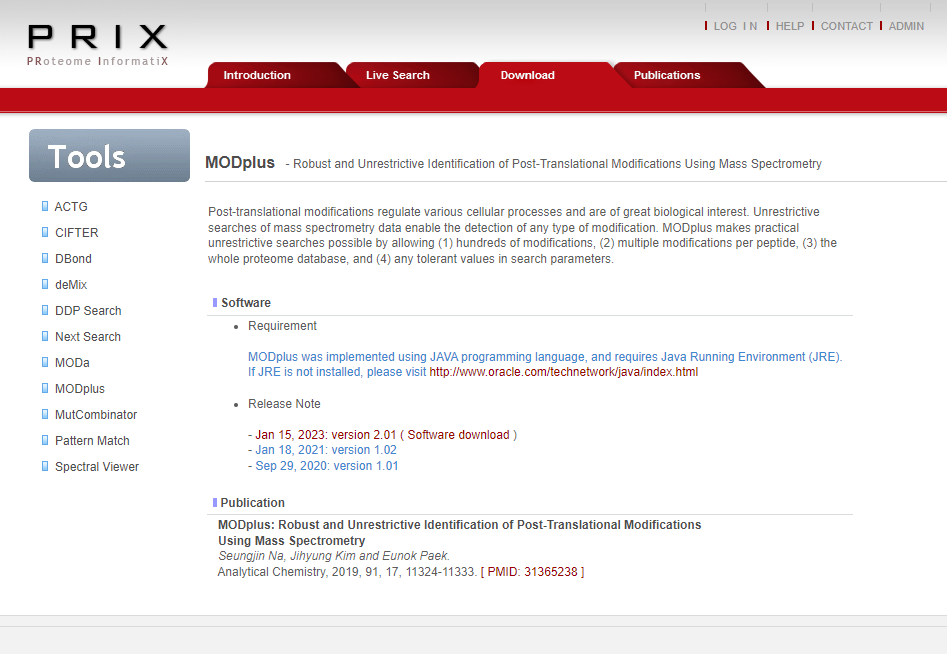 PRIX
PRoteome InformatiX
LOG IN HELP CONTACT ADMIN
Introduction Live Search Download Publications
Tools
ACTG
CIFTER
DBond
deMix
DDP Search
Next Search
MODa
MODplus
MutCombinator
Pattern Match
Spectral Viewer
MODplus - Robust and Unrestrictive Identification of Post-Translational Modifications Using Mass Spectrometry
Post-translational modifications regulate various cellular processes and are of great biological interest. Unrestrictive
searches of mass spectrometry data enable the detection of any type of modification. MODplus makes practical
unrestrictive searches possible by allowing (1) hundreds of modifications, (2) multiple modifications per peptide, (3) the
whole proteome database, and (4) any tolerant values in search parameters.
Software
• Requirement
MODplus was implemented using JAVA programming language, and requires Java Running Environment (JRE).
If JRE is not installed, please visit http://www.oracle.com/technetwork/java/index.html
• Release Note
- Jan 15, 2023: version 2.01 ( Software download )
- Jan 18, 2021: version 1.02
- Sep 29, 2020: version 1.01
Publication
MODplus: Robust and Unrestrictive Identification of Post-Translational Modifications
Using Mass Spectrometry
Seungjin Na, Jihyung Kim and Eunok Paek.
Analytical Chemistry, 2019, 91, 17, 11324-11333. [ PMID: 31365238 ]